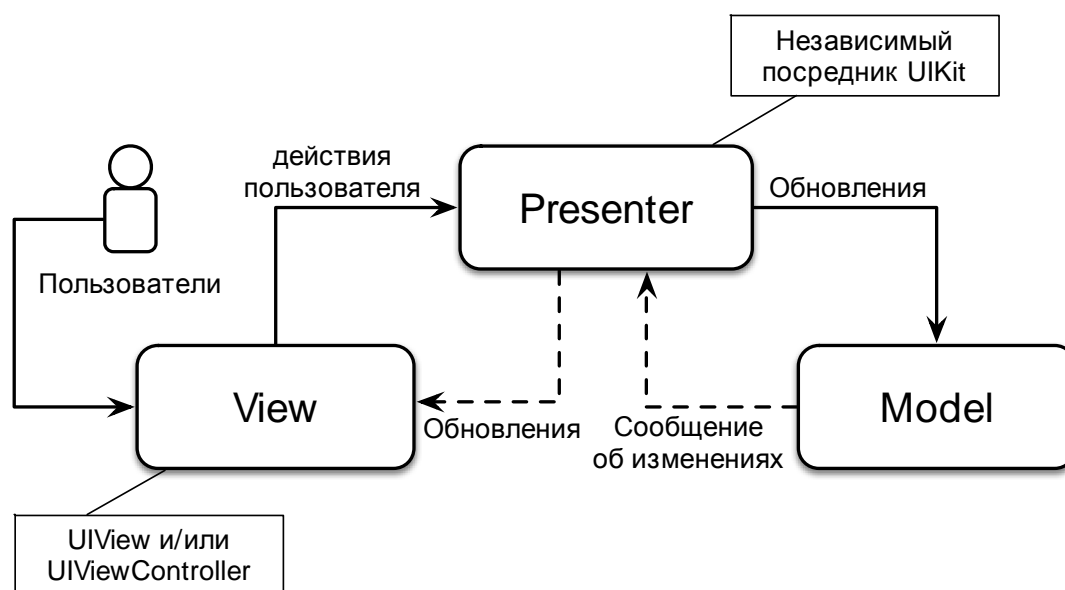 Независимый
посредник UIKit
действия
пользователя
Presenter
Обновления
Пользователи
View
Обновления
Сообщение
об изменениях
Model
UIView и/или
UIViewController